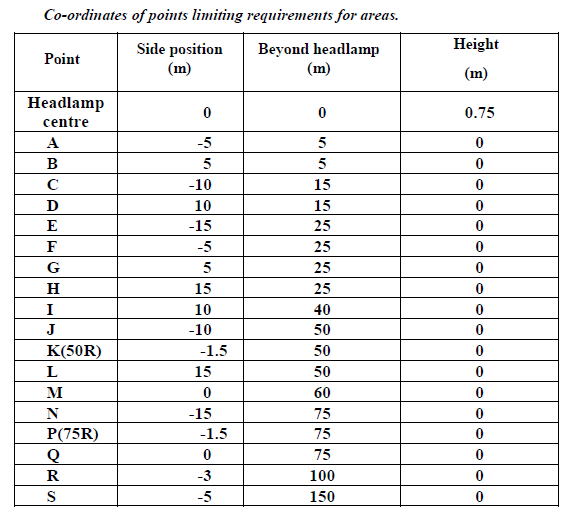 Co-ordinates of points limiting requirements for areas.
Point Side position (m) Beyond headlamp (m) Height (m)
Headlamp centre 0 0 0.75
A -5 5 0
B 5 5 0
C -10 15 0
D 10 15 0
E -15 25 0
F -5 25 0
G 5 25 0
H 15 25 0
I 10 40 0
J -10 50 0
K(50R) -1.5 50 0
L 15 50 0
M 0 60 0
N -15 75 0
P(75R) -1.5 75 0
Q 0 75 0
R -3 100 0
S -5 150 0